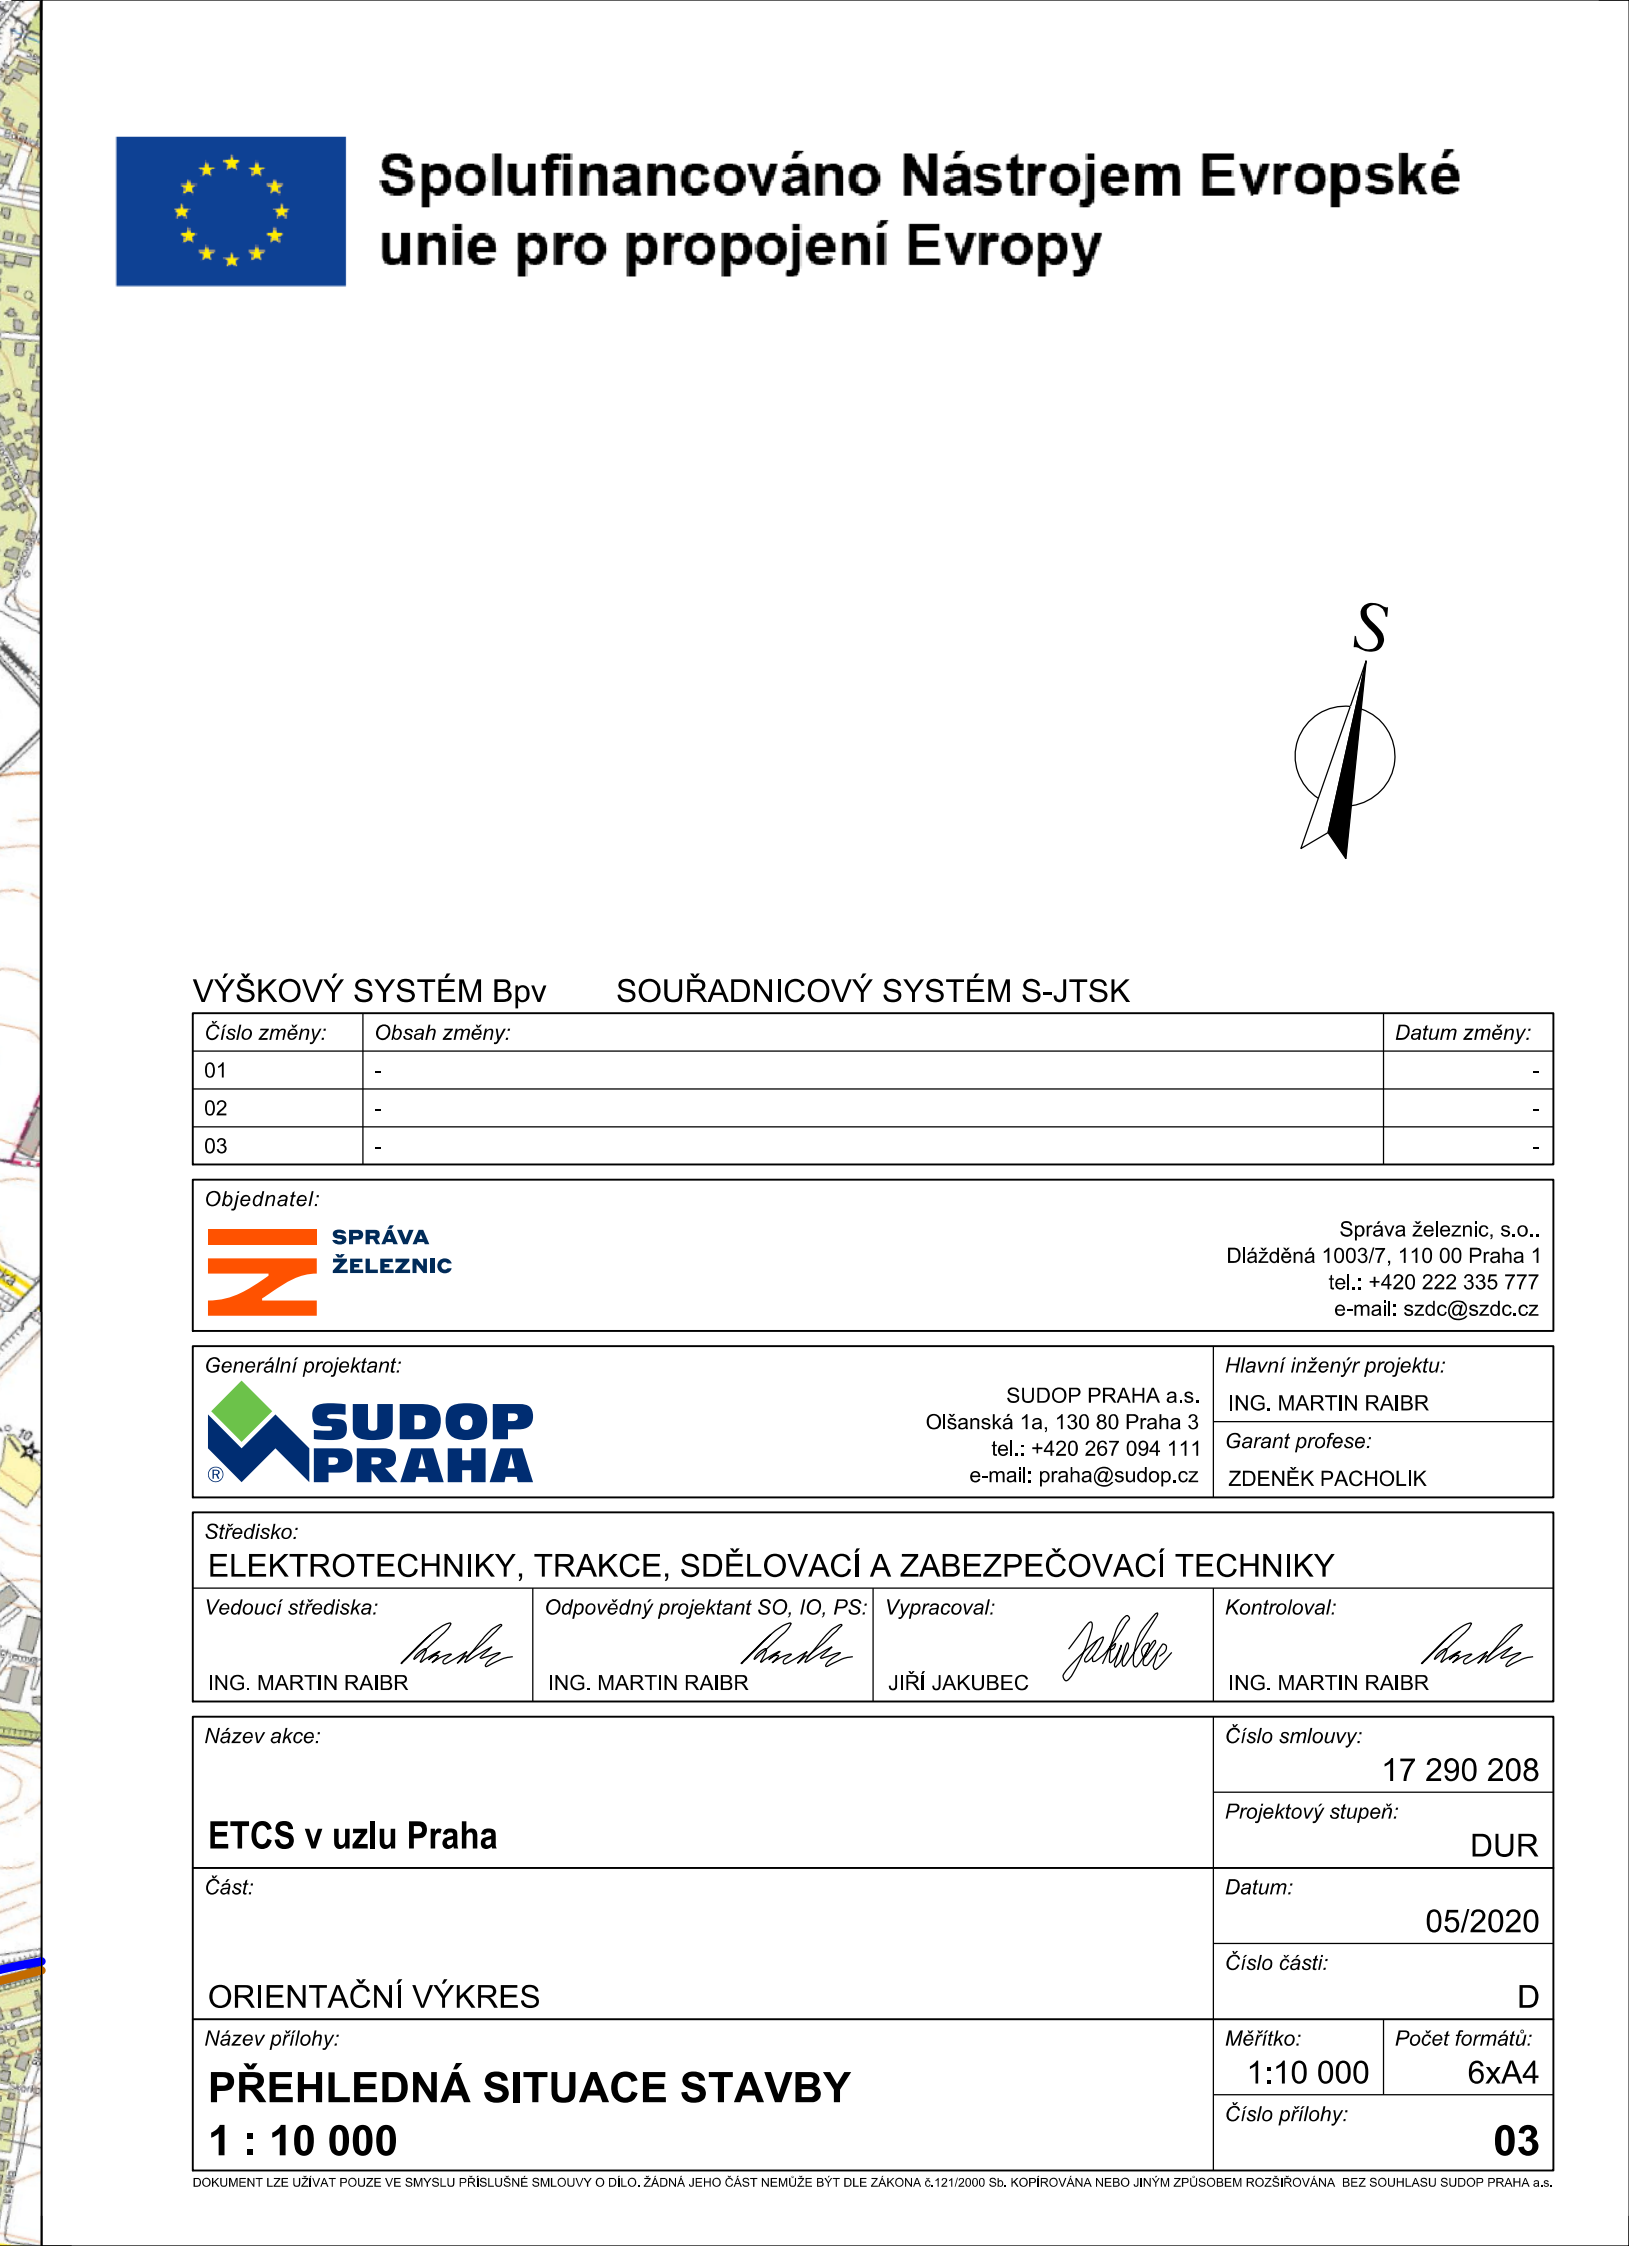 Spolufinancováno Nástrojem Evropské
unie pro propojení Evropy
S
VÝŠKOVÝ SYSTÉM Bpv SOUŘADNICOVÝ SYSTÉM S-JTSK
Číslo změny: Obsah změny: Datum změny:
01 - -
02 - -
03 - -
Objednatel:
SPRÁVA
ŽELEZNIC
Správa železnic, s.o..
Dlážděná 1003/7, 110 00 Praha 1
tel.: +420 222 335 777
e-mail: szdc@szdc.cz
Generální projektant:
SUDOP
PRAHA
®
SUDOP PRAHA a.s.
Olšanská 1a, 130 80 Praha 3
tel.: +420 267 094 111
e-mail: praha@sudop.cz
Hlavní inženýr projektu:
ING. MARTIN RAIBR
Garant profese:
ZDENĚK PACHOLIK
Středisko:
ELEKTROTECHNIKY, TRAKCE, SDĚLOVACÍ A ZABEZPEČOVACÍ TECHNIKY
Vedoucí střediska:
ING. MARTIN RAIBR
Odpovědný projektant SO, IO, PS:
ING. MARTIN RAIBR
Vypracoval:
Jakubec
JIŘÍ JAKUBEC
Kontroloval:
ING. MARTIN RAIBR
Název akce:
ETCS v uzlu Praha
Číslo smlouvy:
17 290 208
Projektový stupeň:
DUR
Část:
ORIENTAČNÍ VÝKRES
Datum:
05/2020
Číslo části:
D
Název přílohy:
PŘEHLEDNÁ SITUACE STAVBY
1 : 10 000
Měřítko:
1:10 000
Počet formátů:
6xA4
Číslo přílohy:
03
DOKUMENT LZE UŽÍVAT POUZE VE SMYSLU PŘÍSLUŠNÉ SMLOUVY O DÍLO. ŽÁDNÁ JEHO ČÁST NEMŮŽE BÝT DLE ZÁKONA č.121/2000 Sb. KOPÍROVÁNA NEBO JINÝM ZPŮSOBEM ROZŠIŘOVÁNA BEZ SOUHLASU SUDOP PRAHA a.s.